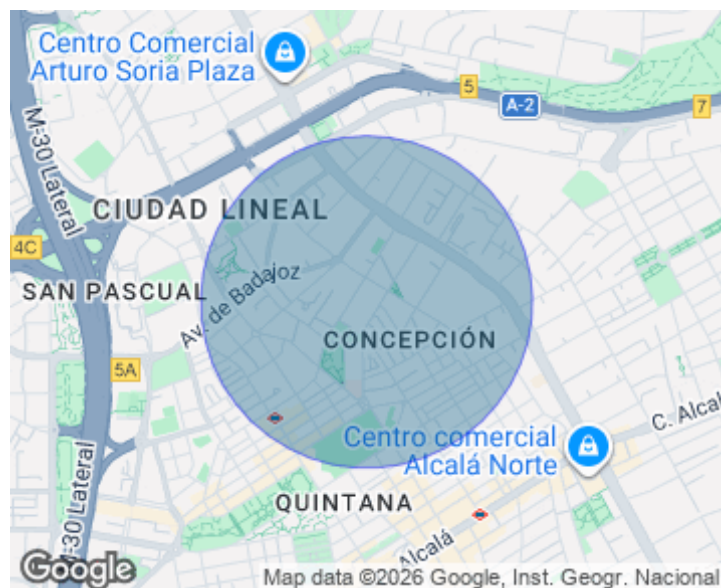 Centro Comercial
Arturo Soria Plaza
5
A-2
7
M-30 Lateral
CIUDAD LINEAL
4C
SAN PASCUAL
Av. de Badajoz
CONCEPCIÓN
5A
C. Alcal
Centro comercial
Alcalá Norte
QUINTANA
M-30 Lateral
Alcalá
Google
Map data ©2026 Google, Inst. Geogr. Nacional